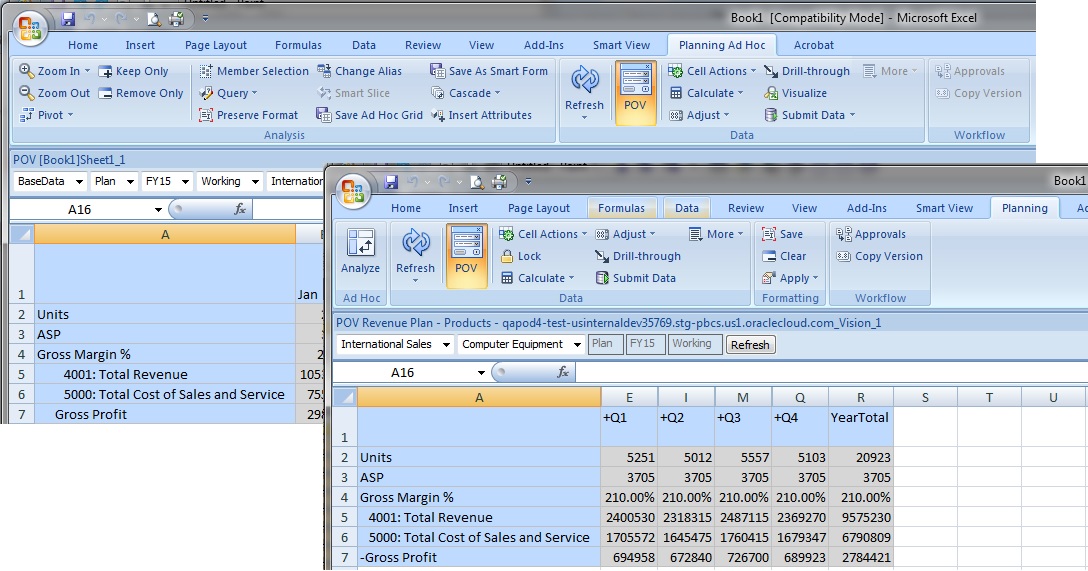 Book1 [Compatibility Mode] - Microsoft Excel
Home Insert Page Layout Formulas Data Review View Add-Ins Smart View Planning Ad Hoc Acrobat
Zoom In Keep Only Member Selection Change Alias Save As Smart Form Cell Actions Drill-through More Approvals
Zoom Out Remove Only Query Smart Slice Cascade Refresh POV Calculate Visualize Copy Version
Pivot Preserve Format Save Ad Hoc Grid Insert Attributes Adjust Submit Data
Analysis Data Workflow
POV [Book1]Sheet1_1
BaseData Plan FY15 Working Internation
A16 fx
A
1 Jan
2 Units
3 ASP
4 Gross Margin % 2
5 4001: Total Revenue 105
6 5000: Total Cost of Sales and Service 75
7 Gross Profit 298
Book1
Home Insert Page Layout Formulas Data Review View Add-Ins Smart View Planning Ac
Cell Actions Adjust More Save Approvals
Analyze Refresh POV Lock Drill-through Clear Copy Version
Calculate Submit Data Apply
Ad Hoc Data Formatting Workflow
POV Revenue Plan - Products - qapod4-test-usinternaldev35769.stg-pbcs.us1.oraclecloud.com_Vision_1
International Sales Computer Equipment Plan FY15 Working Refresh
A16 fx
A E I M Q R S T U
1 +Q1 +Q2 +Q3 +Q4 YearTotal
2 Units 5251 5012 5557 5103 20923
3 ASP 3705 3705 3705 3705 3705
4 Gross Margin % 210.00% 210.00% 210.00% 210.00% 210.00%
5 4001: Total Revenue 2400530 2318315 2487115 2369270 9575230
6 5000: Total Cost of Sales and Service 1705572 1645475 1760415 1679347 6790809
7 -Gross Profit 694958 672840 726700 689923 2784421